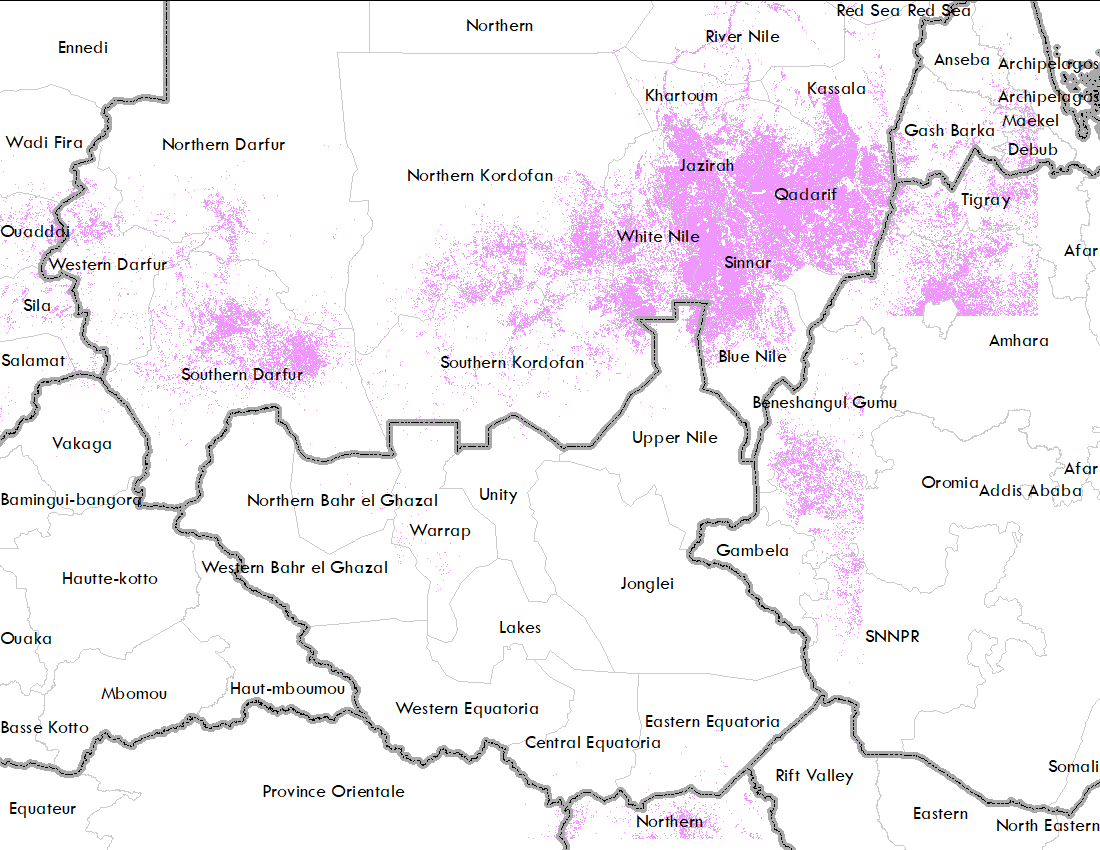 Red Sea Red Sea
Northern
River Nile
Ennedi
Anseba
Archipelagos
Kassala
Khartoum
Archipelagos
Maekel
Gash Barka
Wadi Fira
Northern Darfur
Debub
Jazirah
Northern Kordofan
Qadarif
Tigray
Ouaddai
White Nile
Afar
Western Darfur
Sinnar
Sila
Amhara
Salamat
Southern Kordofan
Blue Nile
Southern Darfur
Beneshangul Gumu
Vakaga
Upper Nile
Afar
Oromia
Addis Ababa
Bamingui-bangora
Northern Bahr el Ghazal
Unity
Warrap
Gambela
Western Bahr el Ghazal
Hautte-kotto
Jonglei
Lakes
Ouaka
SNNPR
Mbomou
Haut-mboumou
Western Equatoria
Eastern Equatoria
Basse Kotto
Central Equatoria
Somali
Rift Valley
Province Orientale
Equateur
Northern
Eastern
North Eastern